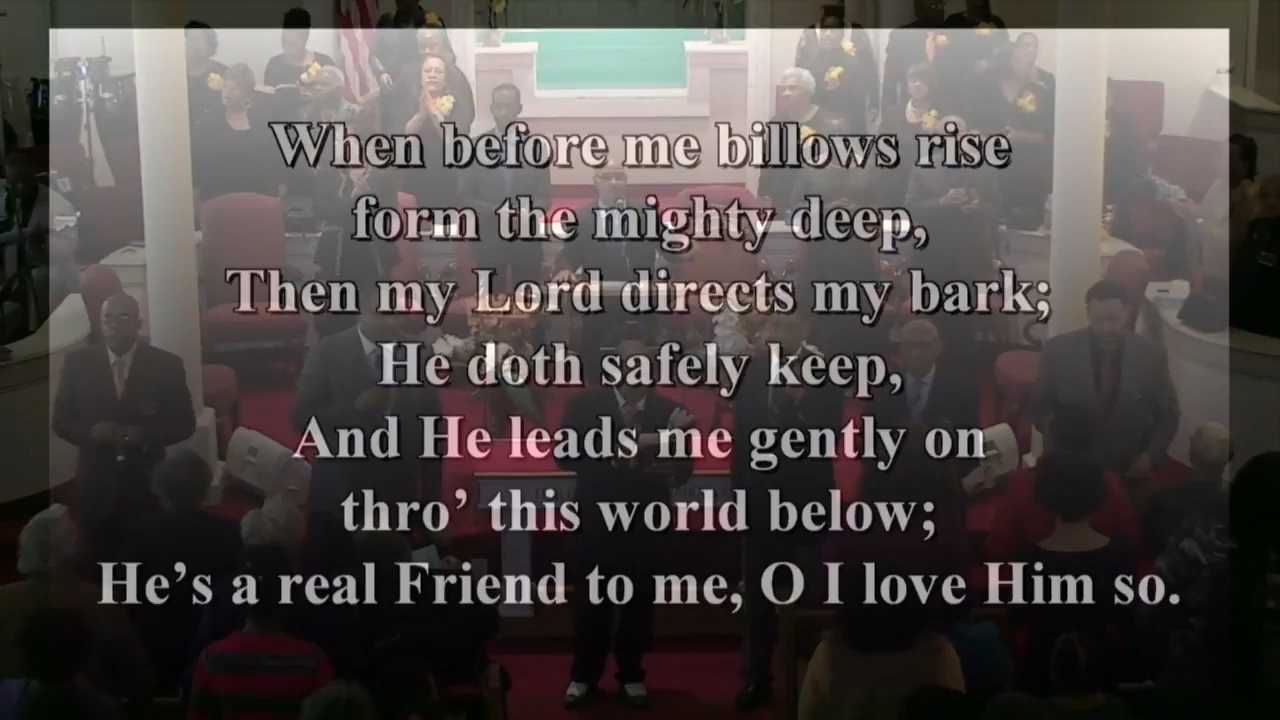 When before me billows rise
form the mighty deep,
Then my Lord directs my bark;
He doth safely keep,
And He leads me gently on
thro’ this world below;
He’s a real Friend to me, O I love Him so.